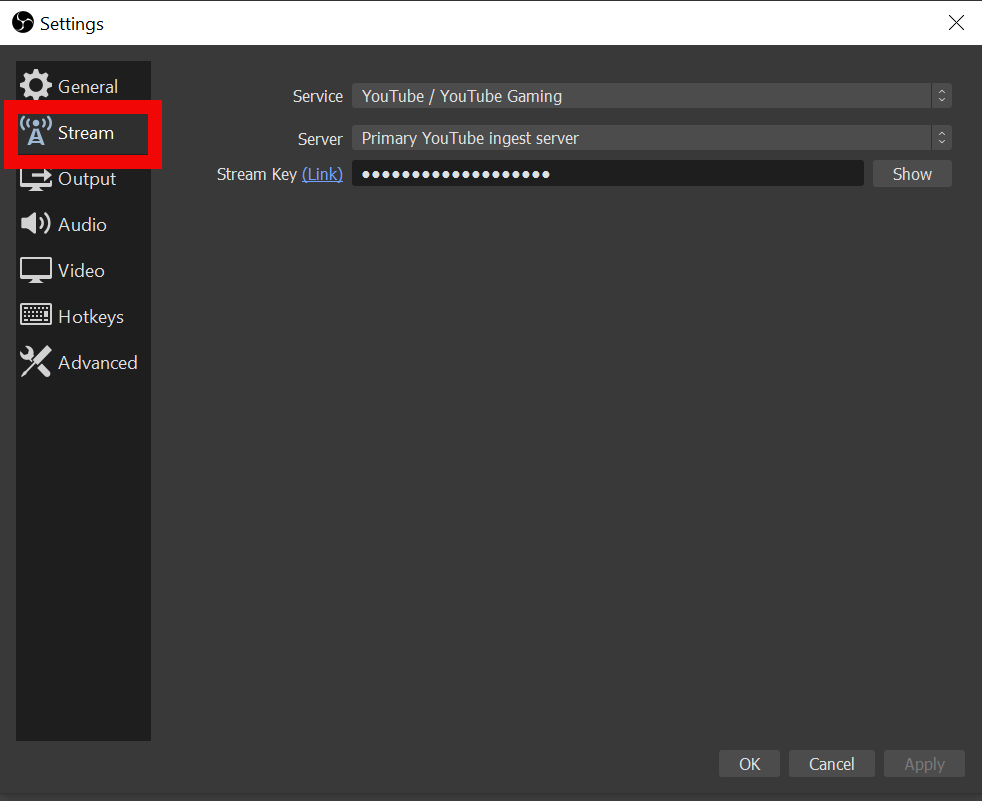 Settings
General
Stream
Output
Audio
Video
Hotkeys
Advanced
Service YouTube / YouTube Gaming
Server Primary YouTube ingest server
Stream Key (Link) ●●●●●●●●●●●●●●●●●●● Show
OK Cancel Apply